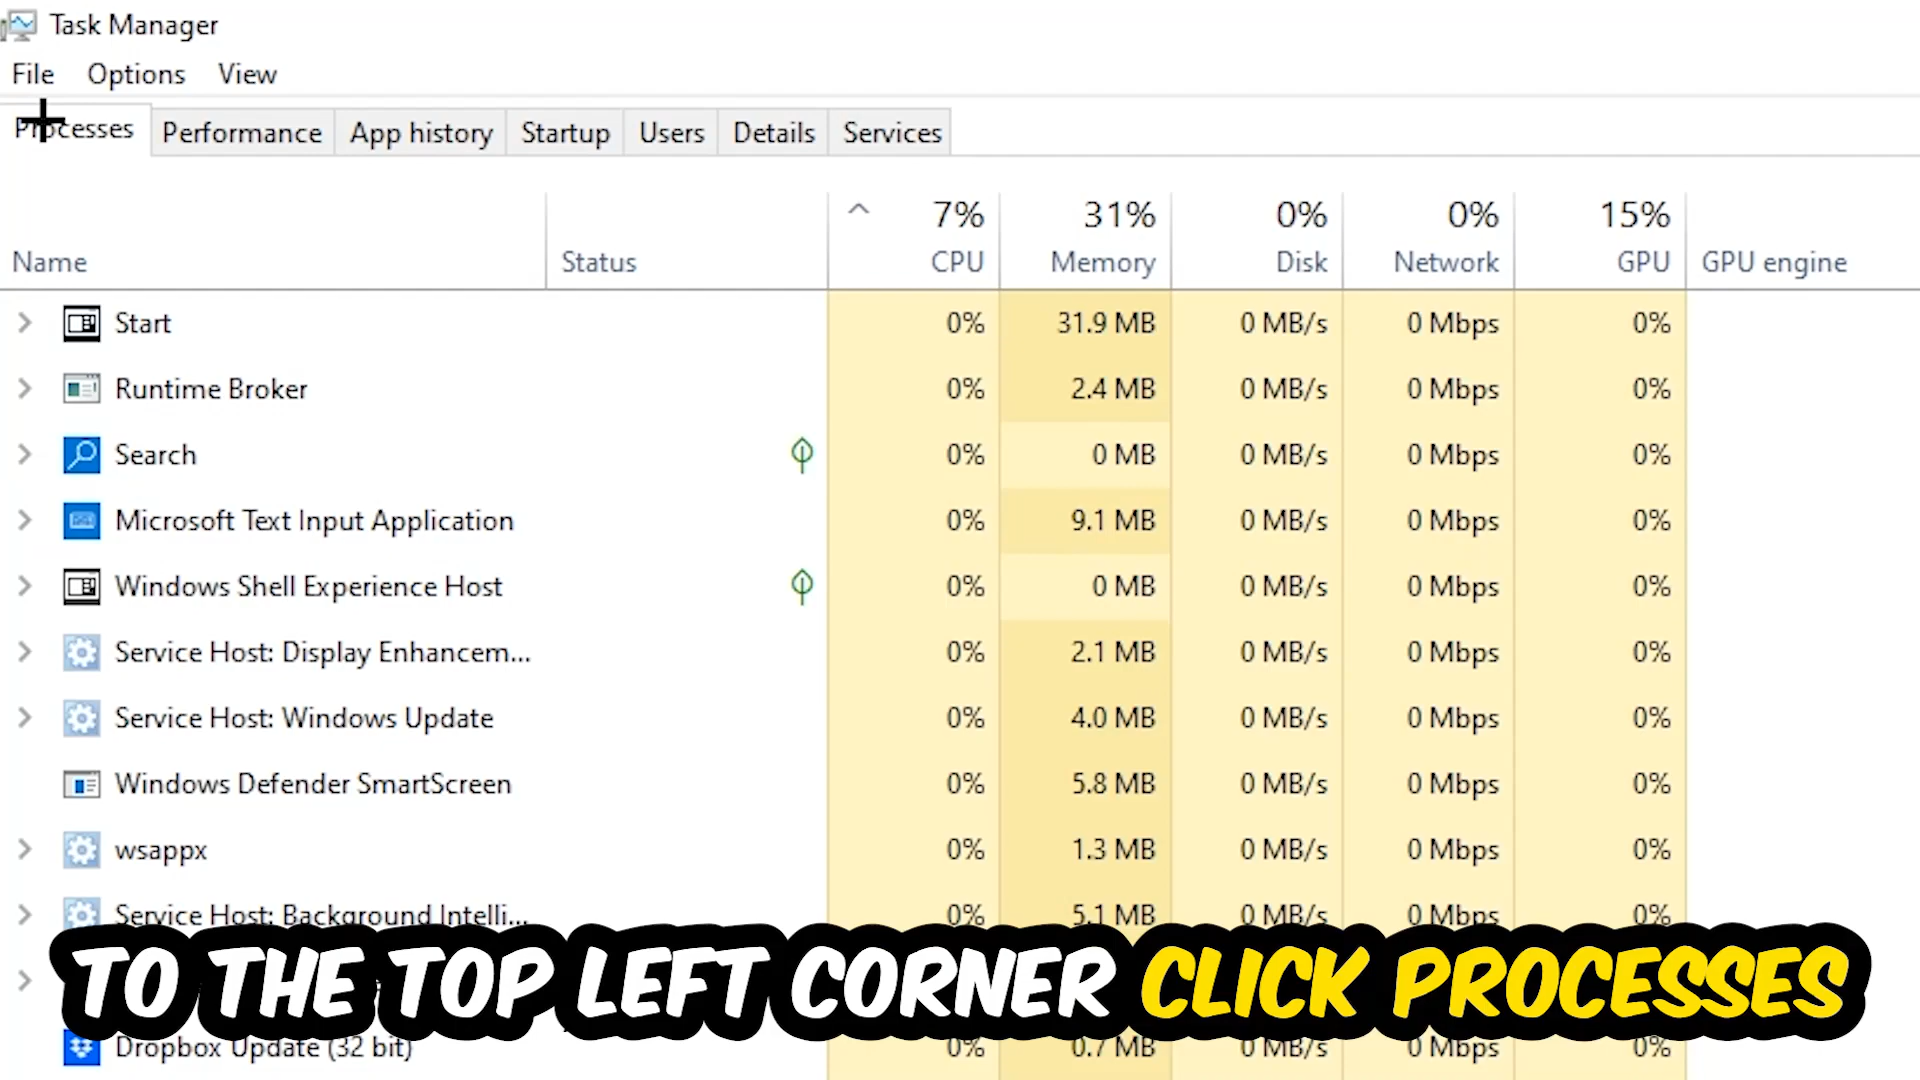 Task Manager
File Options View
Processes Performance App history Startup Users Details Services
7% 31% 0% 0% 15%
Name Status CPU Memory Disk Network GPU GPU engine
Start 0% 31.9 MB 0 MB/s 0 Mbps 0%
Runtime Broker 0% 2.4 MB 0 MB/s 0 Mbps 0%
Search 0% 0 MB 0 MB/s 0 Mbps 0%
Microsoft Text Input Application 0% 9.1 MB 0 MB/s 0 Mbps 0%
Windows Shell Experience Host 0% 0 MB 0 MB/s 0 Mbps 0%
Service Host: Display Enhancem... 0% 2.1 MB 0 MB/s 0 Mbps 0%
Service Host: Windows Update 0% 4.0 MB 0 MB/s 0 Mbps 0%
Windows Defender SmartScreen 0% 5.8 MB 0 MB/s 0 Mbps 0%
wsappx 0% 1.3 MB 0 MB/s 0 Mbps 0%
Service Host: Background Intelli... 0% 5.1 MB 0 MB/s 0 Mbps 0%
TO THE TOP LEFT CORNER CLICK PROCESSES
Dropbox Update (32 bit) 0% 0.7 MB 0 MB/s 0 Mbps 0%